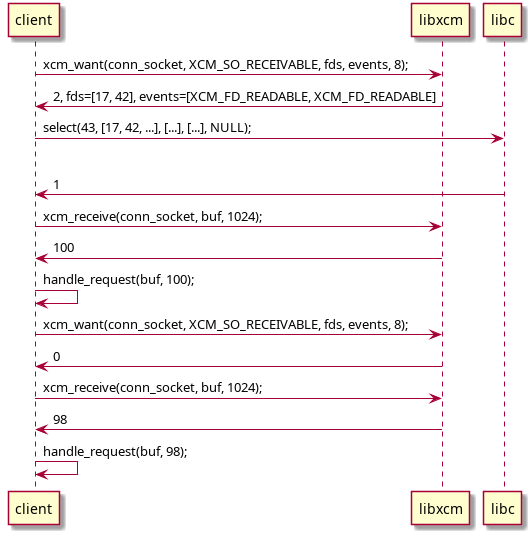 client libxcm libc
xcm_want(conn_socket, XCM_SO_RECEIVABLE, fds, events, 8);
2, fds=[17, 42], events=[XCM_FD_READABLE, XCM_FD_READABLE]
select(43, [17, 42, ...], [...], [...], NULL);
1
xcm_receive(conn_socket, buf, 1024);
100
handle_request(buf, 100);
xcm_want(conn_socket, XCM_SO_RECEIVABLE, fds, events, 8);
0
xcm_receive(conn_socket, buf, 1024);
98
handle_request(buf, 98);
client libxcm libc